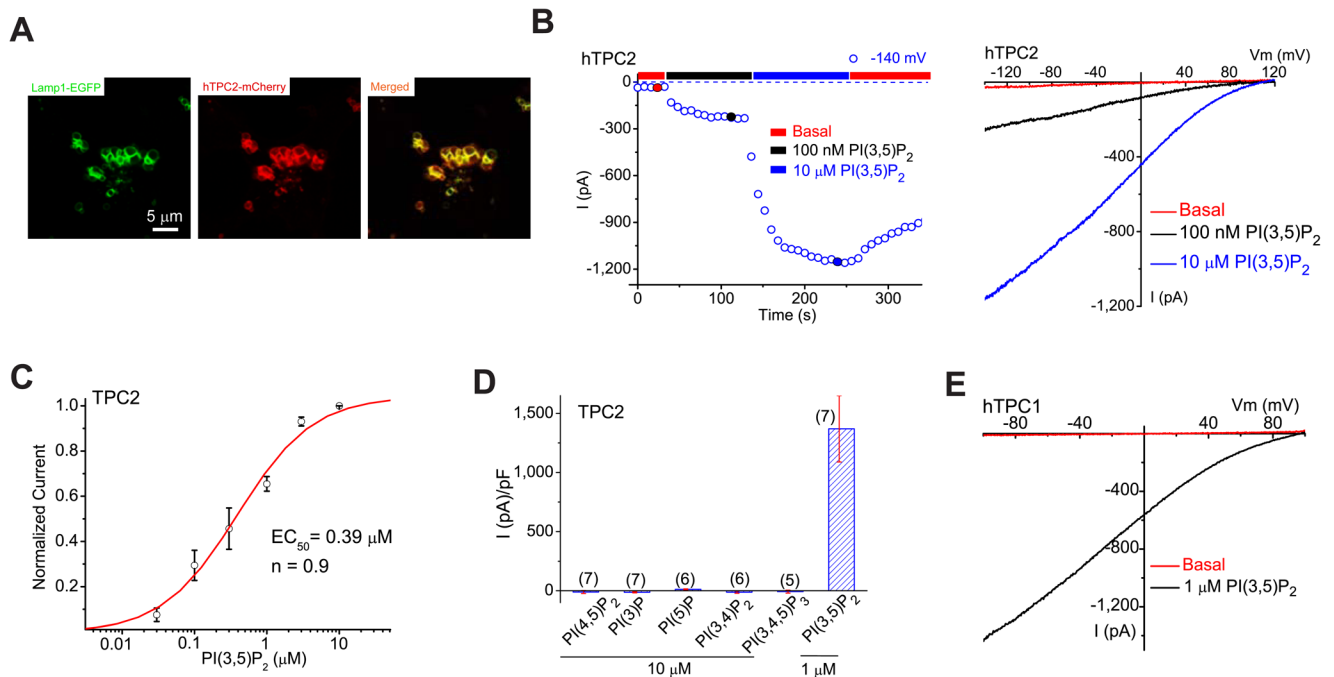 A
Lamp1-EGFP
hTPC2-mCherry
Merged
5 μm
B
hTPC2
-140 mV
0
-300
-600
-900
-1,200
I (pA)
Basal
100 nM PI(3,5)P2
10 μM PI(3,5)P2
0 100 200 300
Time (s)
hTPC2
Vm (mV)
-120 -80 -40 40 80 120
-400
-800
-1,200
I (pA)
Basal
100 nM PI(3,5)P2
10 μM PI(3,5)P2
C
TPC2
1.0
0.8
0.6
0.4
0.2
Normalized Current
EC50= 0.39 μM
n = 0.9
0.01 0.1 1 10
PI(3,5)P2 (μM)
D
TPC2
1,500
1,000
500
0
I (pA)/pF
(7) (7) (6) (6) (5) (7)
PI(4,5)P2
PI(3)P
PI(5)P
PI(3,4)P2
PI(3,4,5)P3
PI(3,5)P2
10 μM
1 μM
E
hTPC1
Vm (mV)
-80 -40 40 80
-400
-800
-1,200
I (pA)
Basal
1 μM PI(3,5)P2